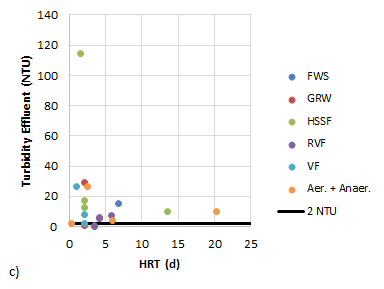 140
120
100
80
60
40
20
0
Turbidity Effluent (NTU)
0 5 10 15 20 25
HRT (d)
FWS
GRW
HSSF
RVF
VF
Aer. + Anaer.
2 NTU
c)